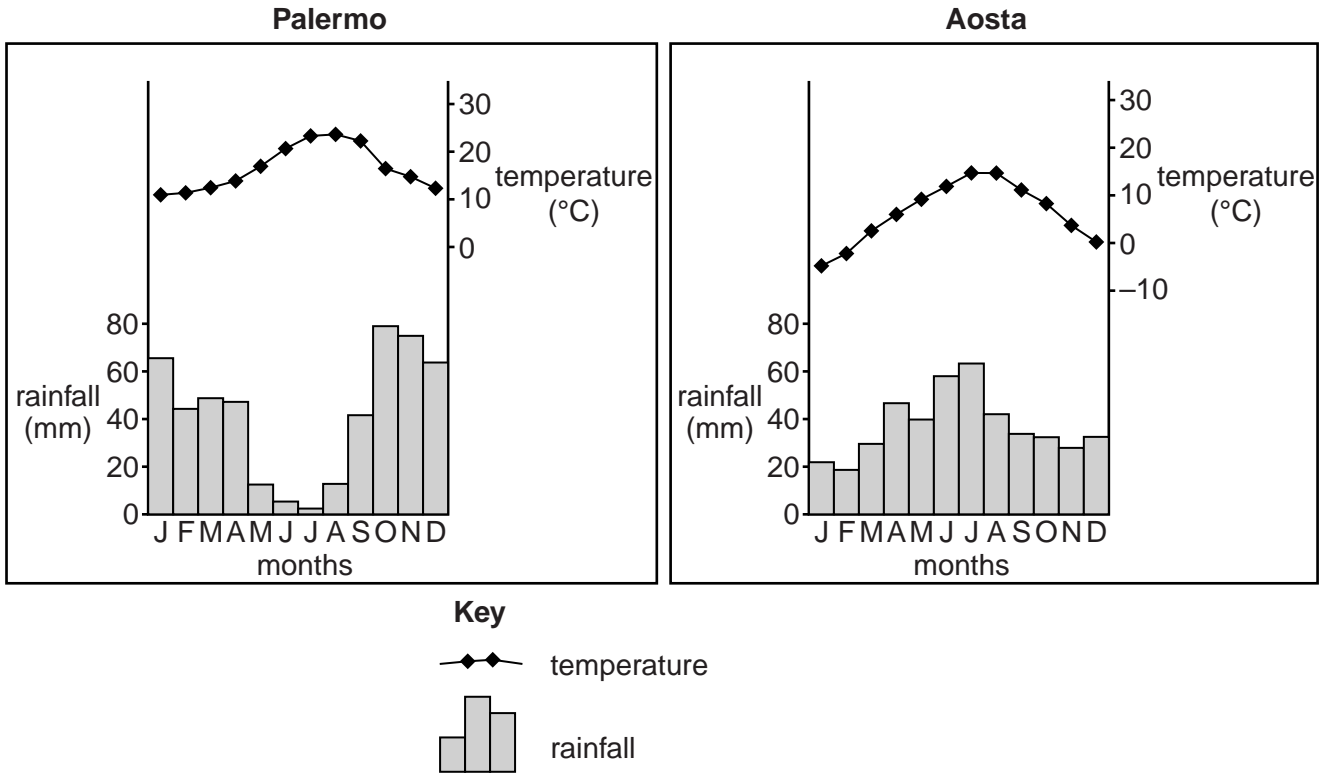 Palermo
30
20
10
0
temperature
(°C)
80
60
40
20
0
rainfall
(mm)
J F M A M J J A S O N D
months
Aosta
30
20
10
0
–10
temperature
(°C)
80
60
40
20
0
rainfall
(mm)
J F M A M J J A S O N D
months
Key
temperature
rainfall